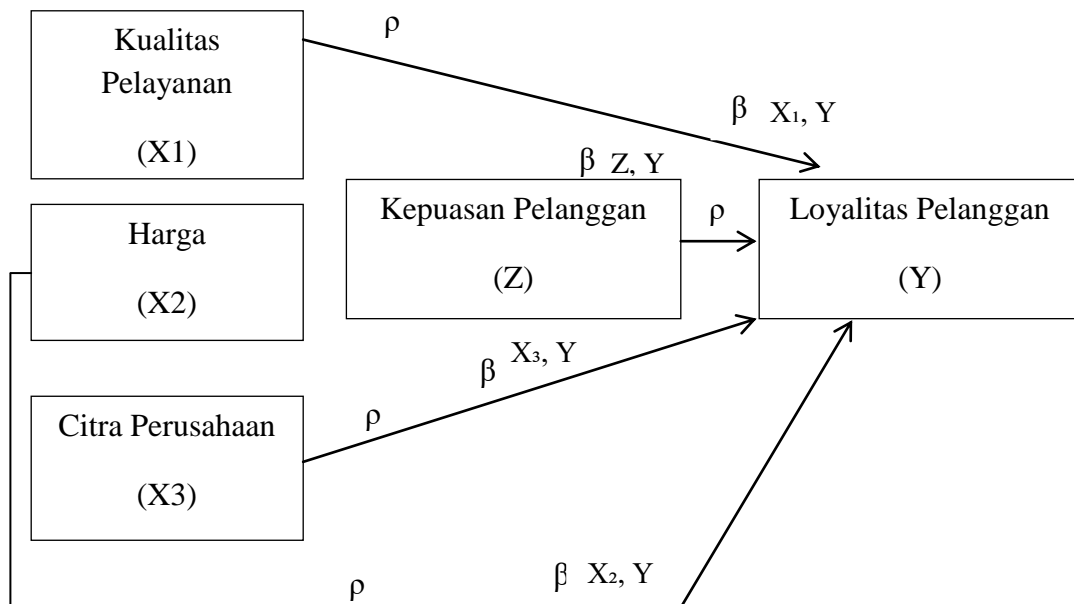 Kualitas
Pelayanan
(X1)
ρ
β X₁, Y
β Z, Y
Harga
(X2)
Kepuasan Pelanggan
(Z)
ρ
Loyalitas Pelanggan
(Y)
β X₃, Y
ρ
Citra Perusahaan
(X3)
ρ
β X₂, Y